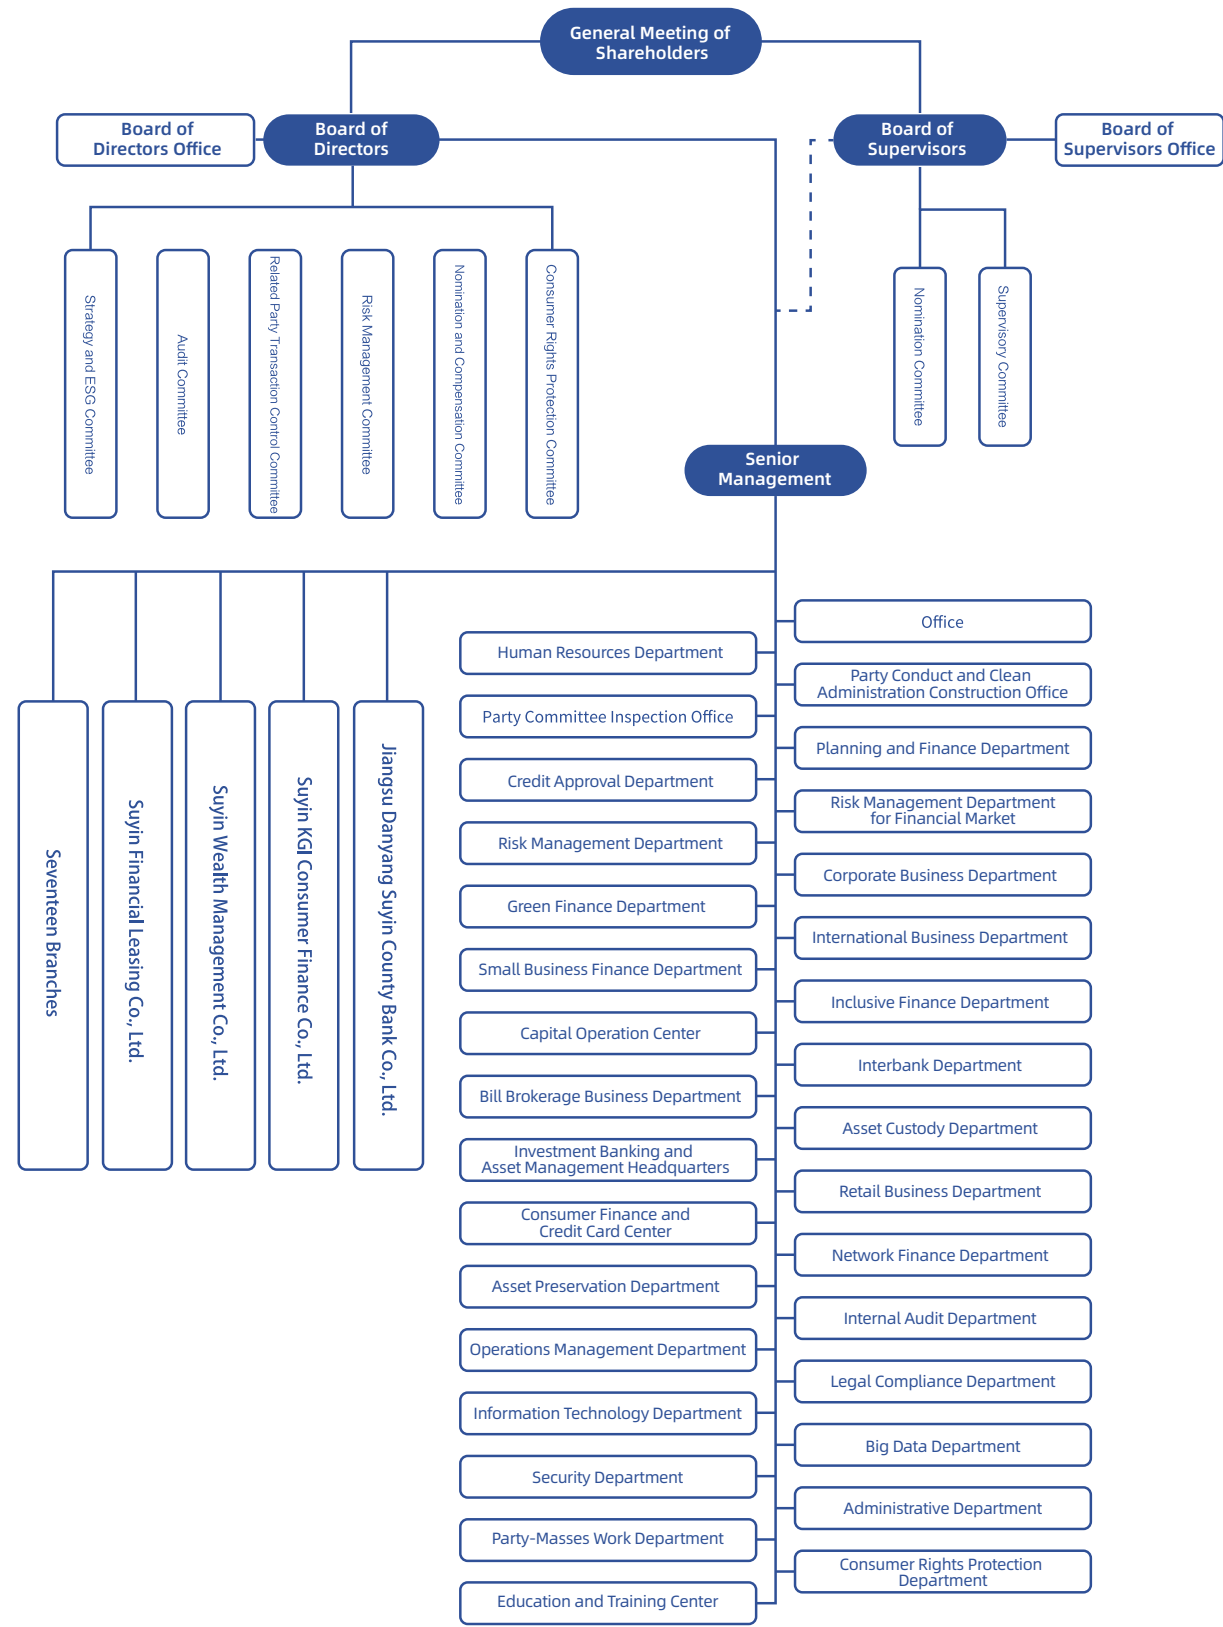 General Meeting of
Shareholders
Board of
Directors Office
Board of
Directors
Board of
Supervisors
Board of
Supervisors Office
Strategy and ESG Committee
Audit Committee
Related Party Transaction Control Committee
Risk Management Committee
Nomination and Compensation Committee
Consumer Rights Protection Committee
Nomination Committee
Supervisory Committee
Senior
Management
Seventeen Branches
Suyin Financial Leasing Co., Ltd.
Suyin Wealth Management Co., Ltd.
Suyin KGI Consumer Finance Co., Ltd.
Jiangsu Danyang Suyin County Bank Co., Ltd.
Office
Human Resources Department
Party Conduct and Clean
Administration Construction Office
Party Committee Inspection Office
Planning and Finance Department
Credit Approval Department
Risk Management Department
for Financial Market
Risk Management Department
Corporate Business Department
Green Finance Department
International Business Department
Small Business Finance Department
Inclusive Finance Department
Capital Operation Center
Interbank Department
Bill Brokerage Business Department
Asset Custody Department
Investment Banking and
Asset Management Headquarters
Retail Business Department
Consumer Finance and
Credit Card Center
Network Finance Department
Asset Preservation Department
Internal Audit Department
Operations Management Department
Legal Compliance Department
Information Technology Department
Big Data Department
Security Department
Administrative Department
Party-Masses Work Department
Consumer Rights Protection
Department
Education and Training Center